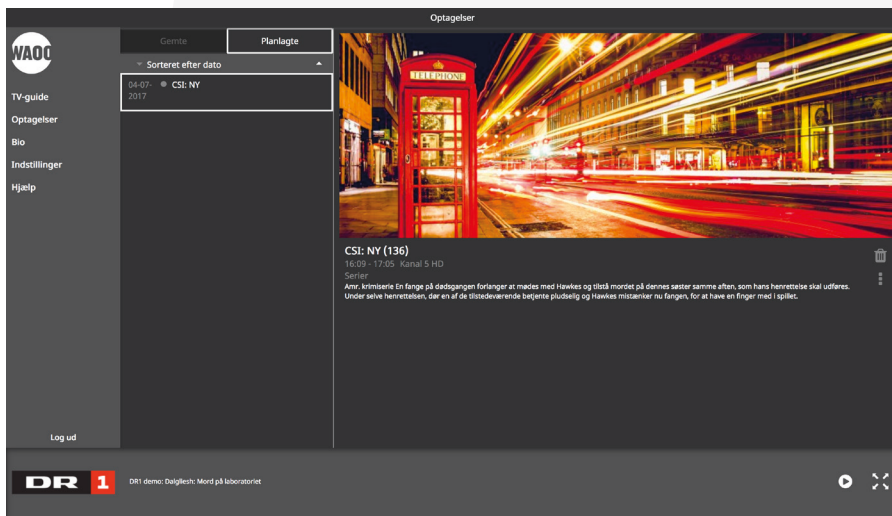 Optagelser
WAOO
TV-guide
Optagelser
Bio
Indstillinger
Hjælp
Log ud
Gemte
Planlagte
Sorteret efter dato
04-07-2017
CSI: NY
TELEPHONE
CSI: NY (136)
16:09 - 17:05 Kanal 5 HD
Serier
Amr. krimiserie En fange på dødsgangen forlanger at mødes med Hawkes og tilstå mordet på dennes søster samme aften, som hans henrettelse skal udføres.
Under selve henrettelsen, dør en af de tilstedeværende betjente pludselig og Hawkes mistænker nu fangen, for at have en finger med i spillet.
DR 1
DR1 demo: Dalgliesh: Mord på laboratoriet